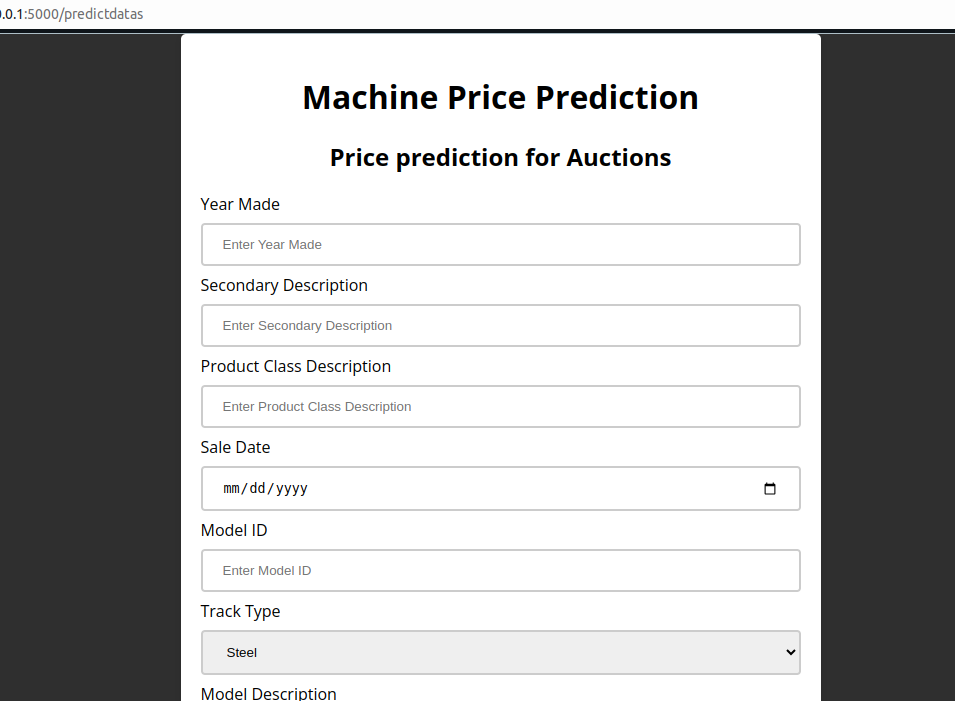 0.0.1:5000/predictdatas
Machine Price Prediction
Price prediction for Auctions
Year Made
Enter Year Made
Secondary Description
Enter Secondary Description
Product Class Description
Enter Product Class Description
Sale Date
mm/dd/yyyy
Model ID
Enter Model ID
Track Type
Steel
Model Description